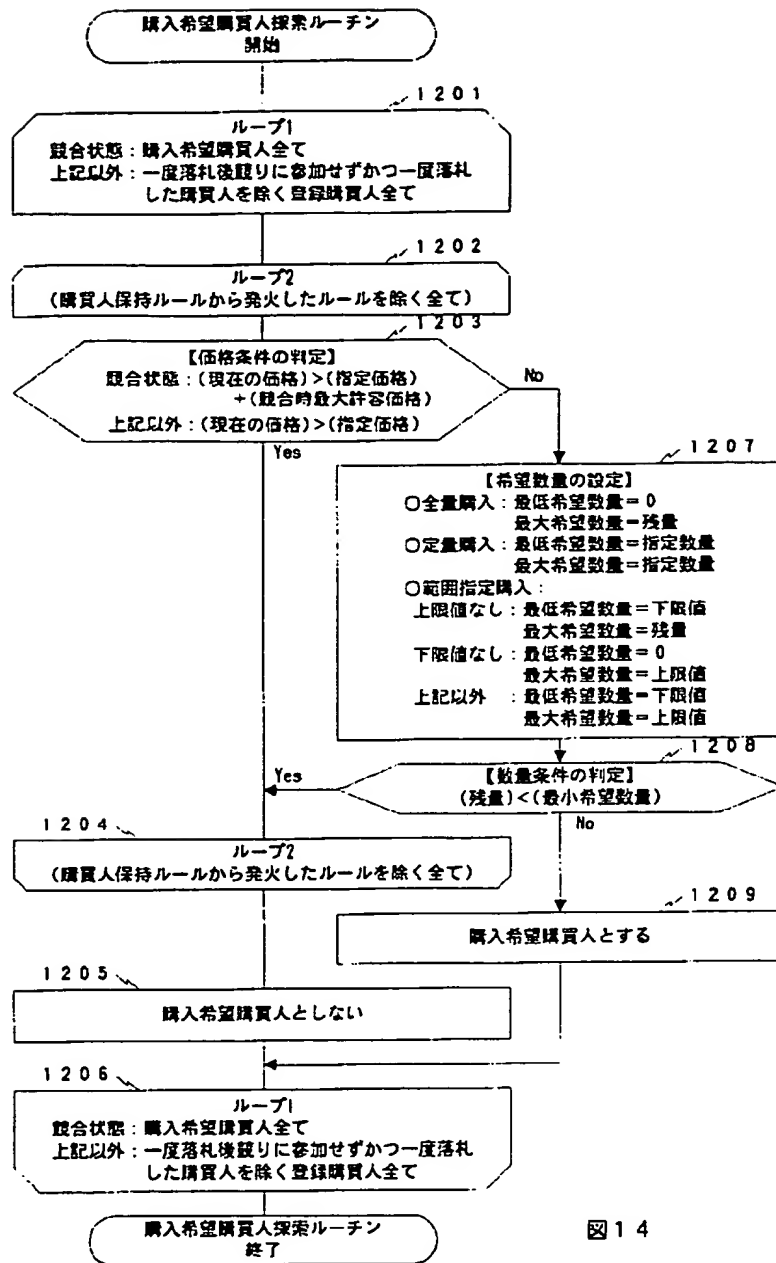 購入希望購買人探索ルーチン
開始
1201
ループ1
競合状態：購入希望購買人全て
上記以外：一度落札後競りに参加せずかつ一度落札
した購買人を除く登録購買人全て
1202
ループ2
(購買人保持ルールから発火したルールを除く全て)
1203
【価格条件の判定】
競合状態：(現在の価格)>(指定価格)
+(競合時最大許容価格)
上記以外：(現在の価格)>(指定価格)
No
Yes
1207
【希望数量の設定】
○全量購入：最低希望数量=0
最大希望数量=残量
○定量購入：最低希望数量=指定数量
最大希望数量=指定数量
○範囲指定購入：
上限値なし：最低希望数量=下限値
最大希望数量=残量
下限値なし：最低希望数量=0
最大希望数量=上限値
上記以外：最低希望数量=下限値
最大希望数量=上限値
1208
【数量条件の判定】
(残量)<(最小希望数量)
Yes
No
1204
ループ2
(購買人保持ルールから発火したルールを除く全て)
1209
購入希望購買人とする
1205
購入希望購買人としない
1206
ループ1
競合状態：購入希望購買人全て
上記以外：一度落札後競りに参加せずかつ一度落札
した購買人を除く登録購買人全て
購入希望購買人探索ルーチン
終了
図14